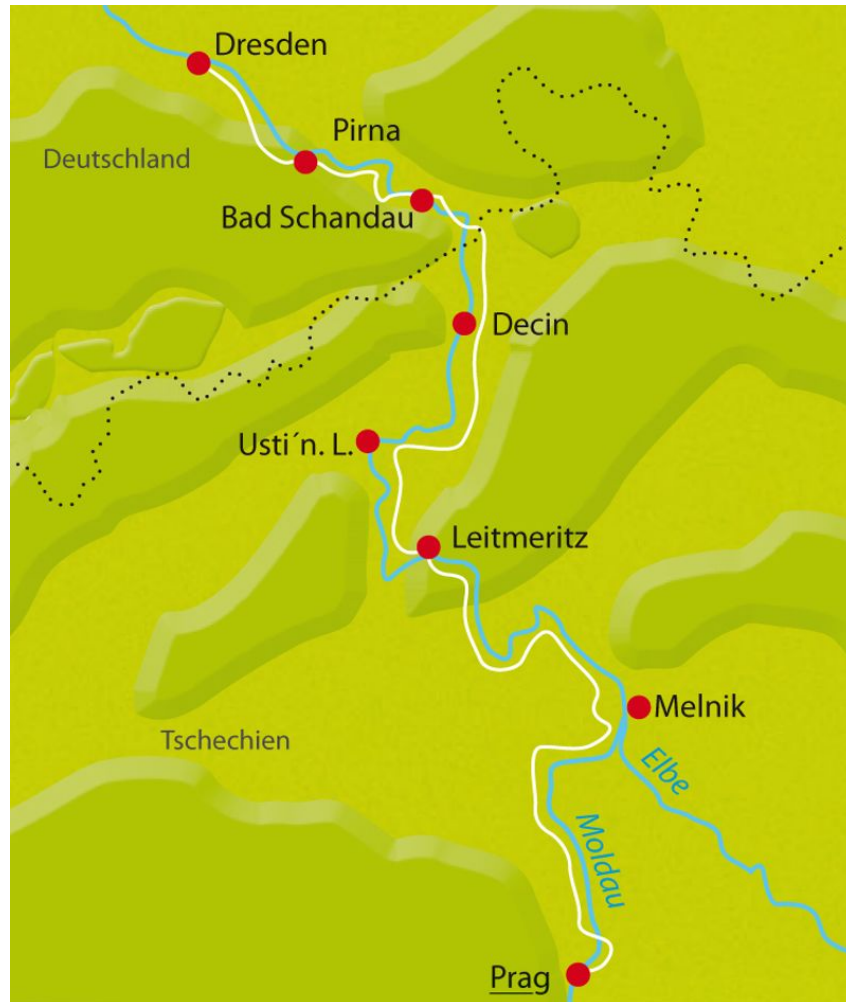 Dresden
Pirna
Deutschland
Bad Schandau
Decin
Usti´n. L.
Leitmeritz
Melnik
Tschechien
Elbe
Moldau
Prag